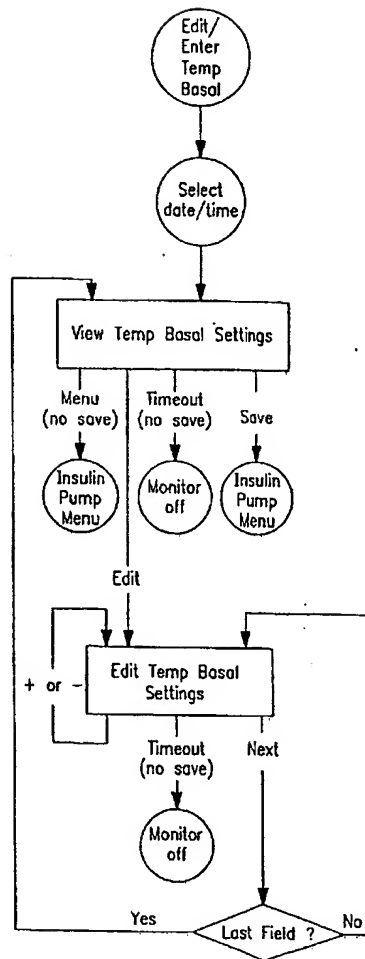 Edit/
Enter
Temp
Basal
Select
date/time
View Temp Basal Settings
Menu
(no save)
Timeout
(no save)
Save
Insulin
Pump
Menu
Monitor
off
Insulin
Pump
Menu
Edit
+ or -
Edit Temp Basal
Settings
Timeout
(no save)
Next
Monitor
off
Yes
Last Field ?
No